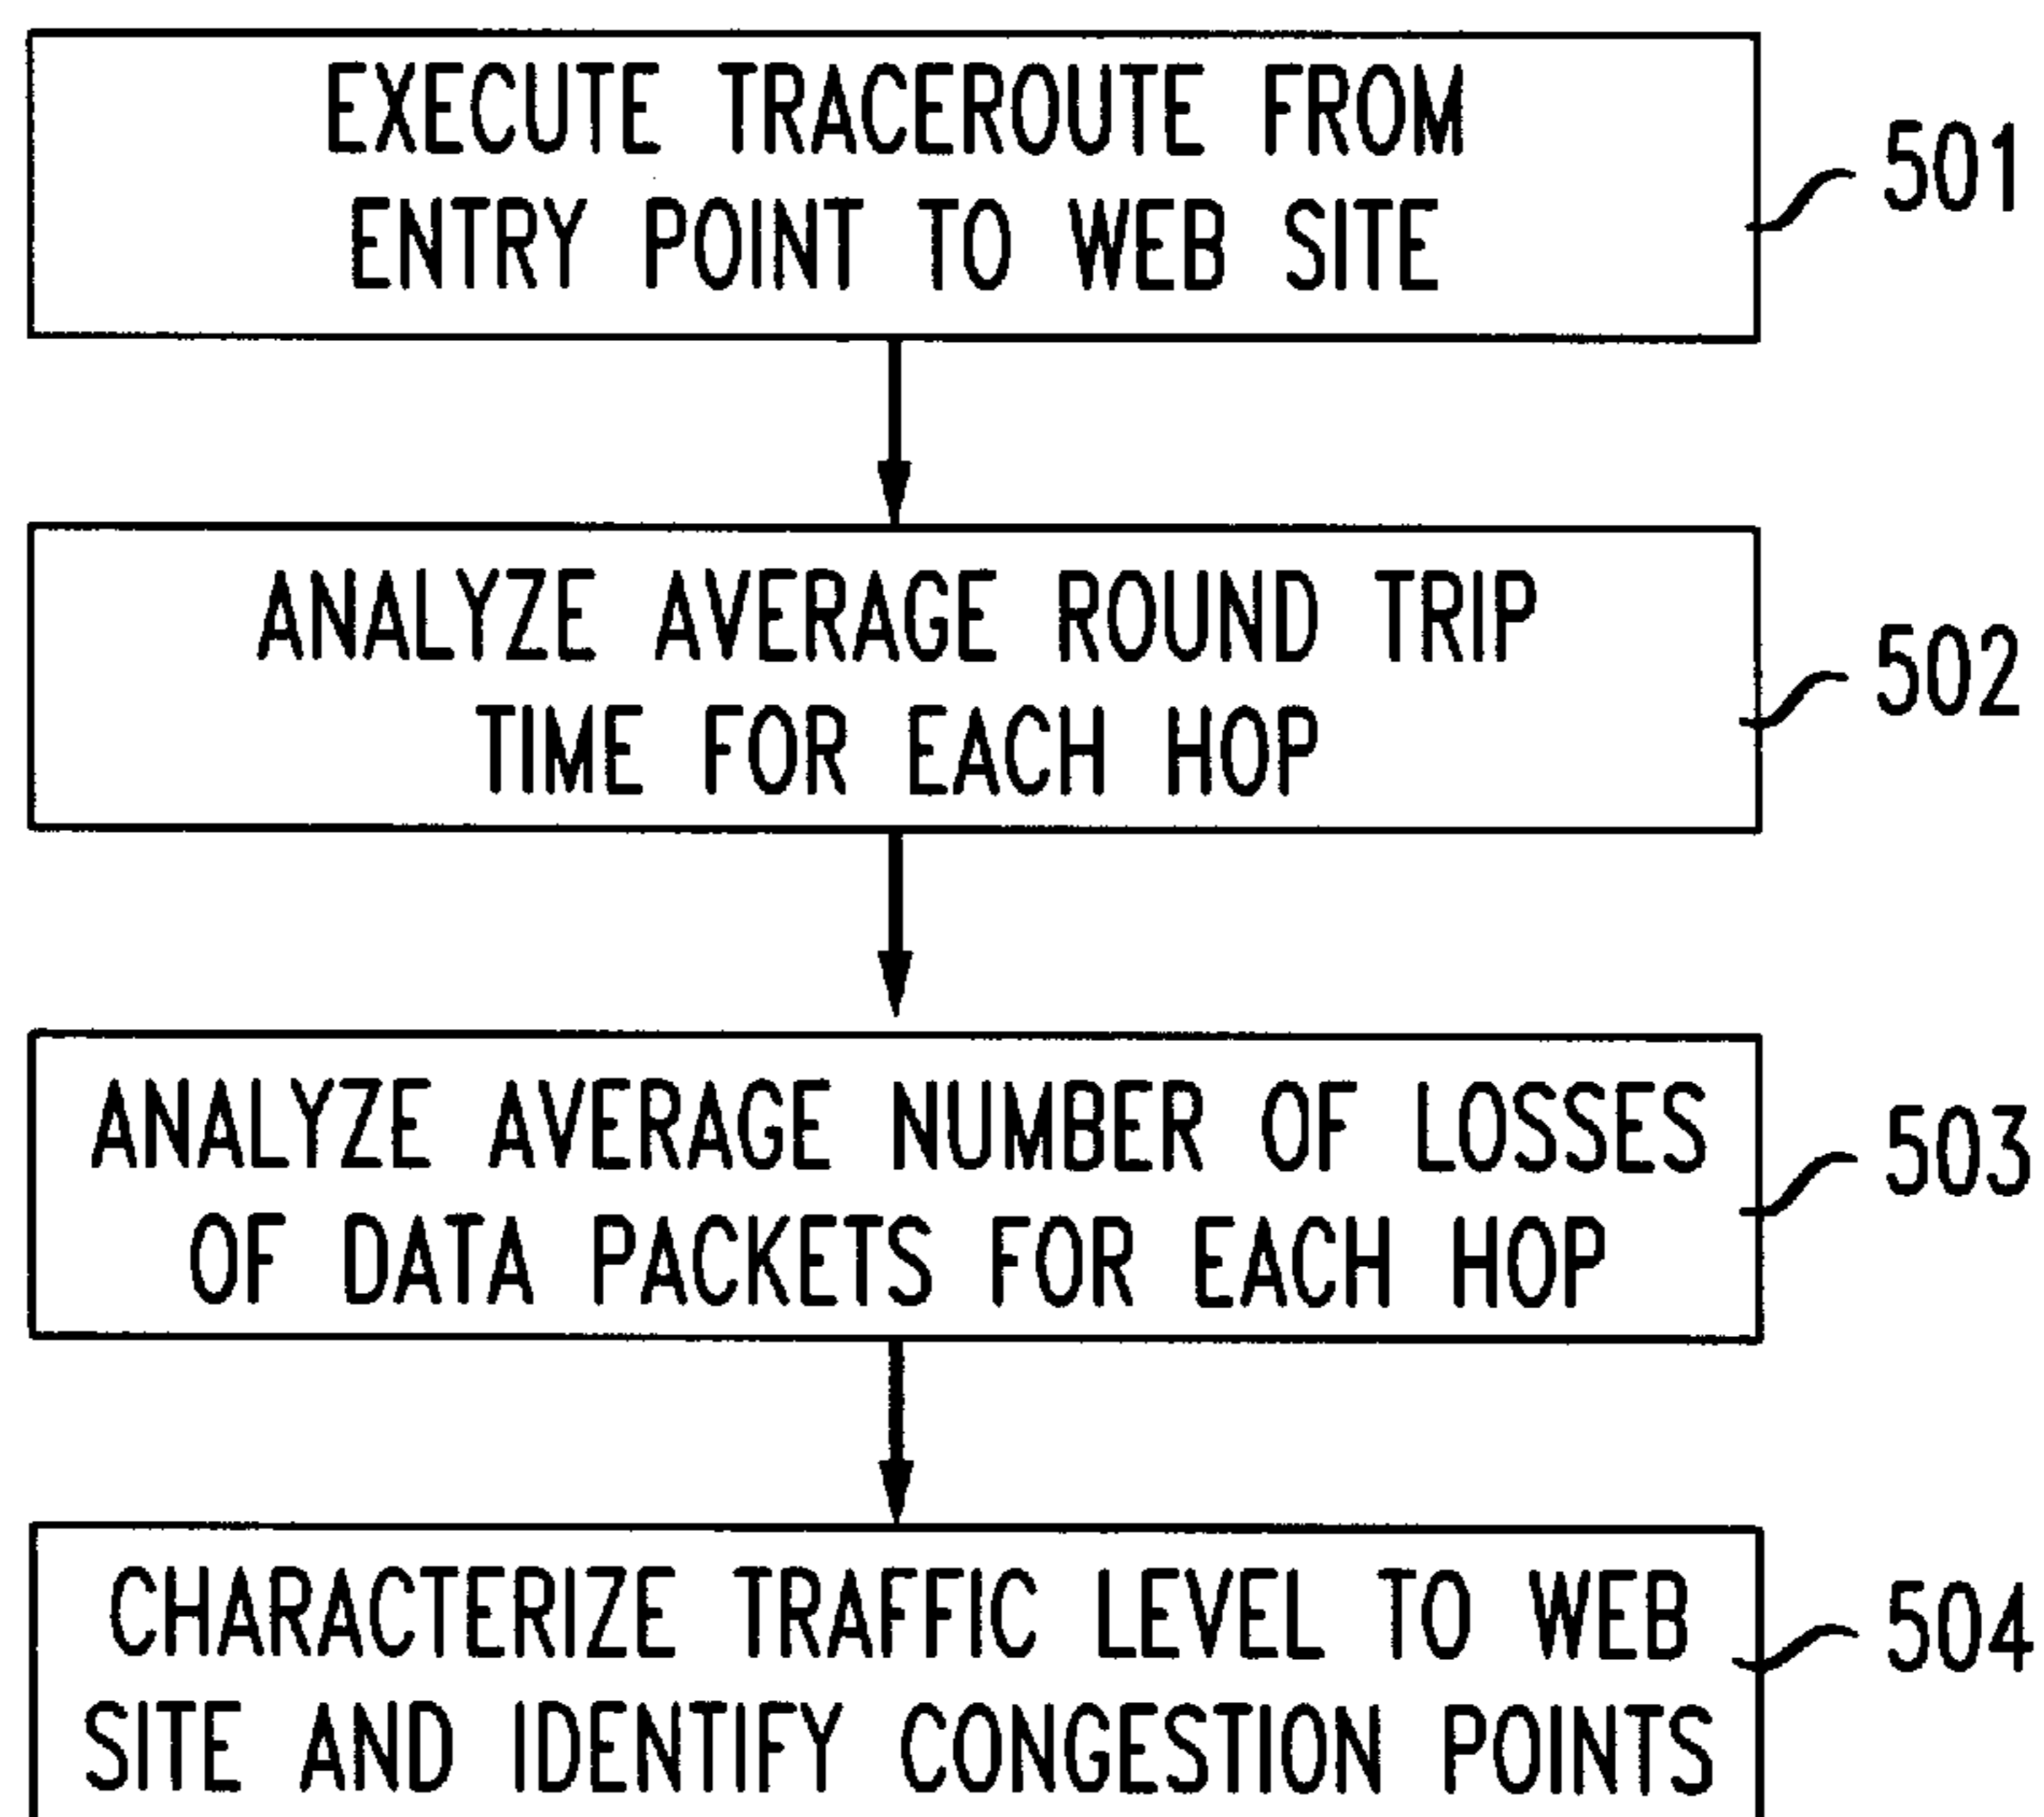 EXECUTE TRACEROUTE FROM
ENTRY POINT TO WEB SITE
501
ANALYZE AVERAGE ROUND TRIP
TIME FOR EACH HOP
502
ANALYZE AVERAGE NUMBER OF LOSSES
OF DATA PACKETS FOR EACH HOP
503
CHARACTERIZE TRAFFIC LEVEL TO WEB
SITE AND IDENTIFY CONGESTION POINTS
504